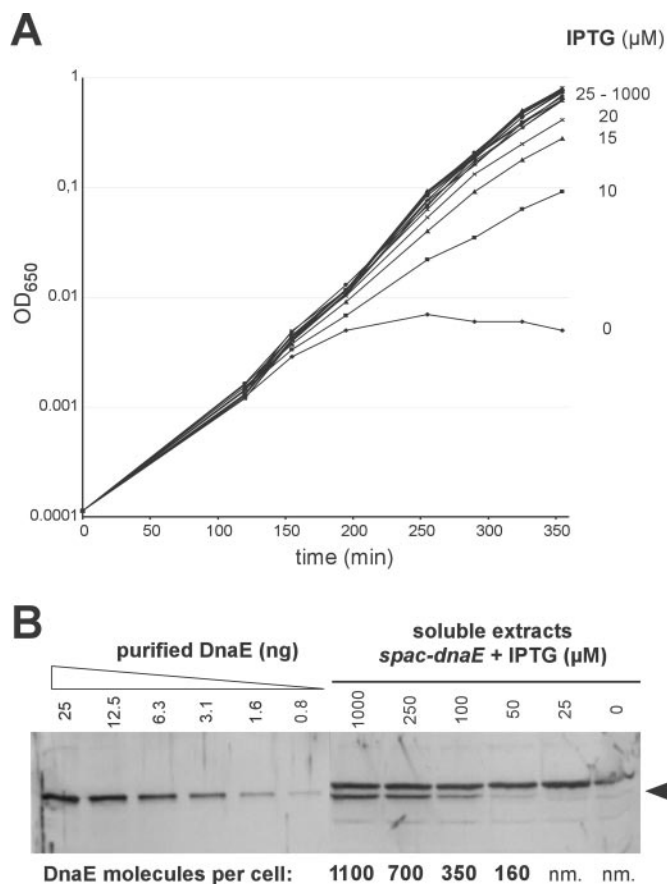 A
IPTG (µM)
1
25 - 1000
20
15
0,1
10
OD650
0.01
0
0.001
0.0001
0 50 100 150 200 250 300 350
time (min)
B
purified DnaE (ng)
soluble extracts
spac-dnaE + IPTG (µM)
25 12.5 6.3 3.1 1.6 0.8 1000 250 100 50 25 0
DnaE molecules per cell: 1100 700 350 160 nm. nm.